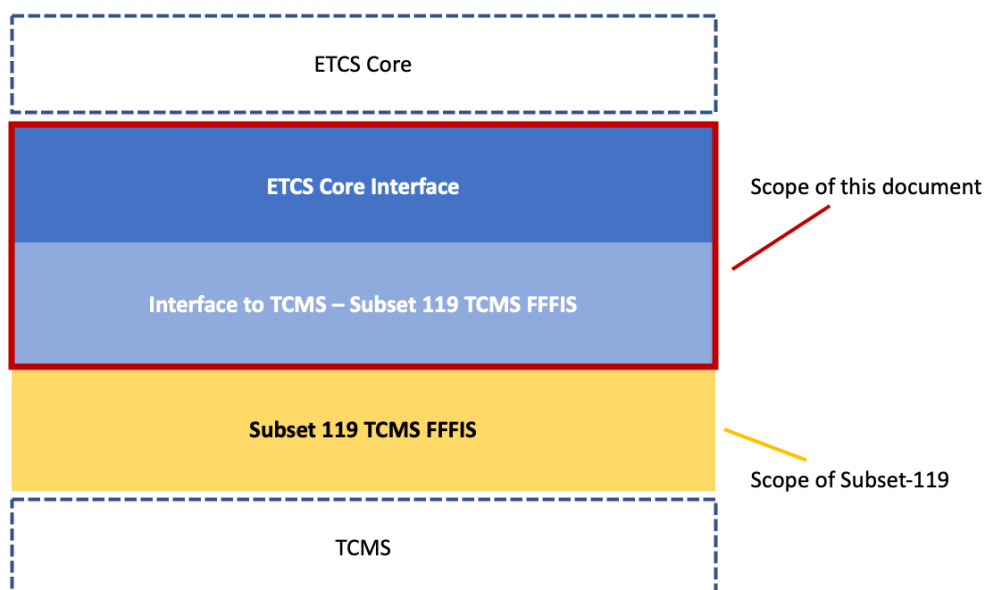 ETCS Core
ETCS Core Interface
Scope of this document
Interface to TCMS – Subset 119 TCMS FFFIS
Subset 119 TCMS FFFIS
Scope of Subset-119
TCMS